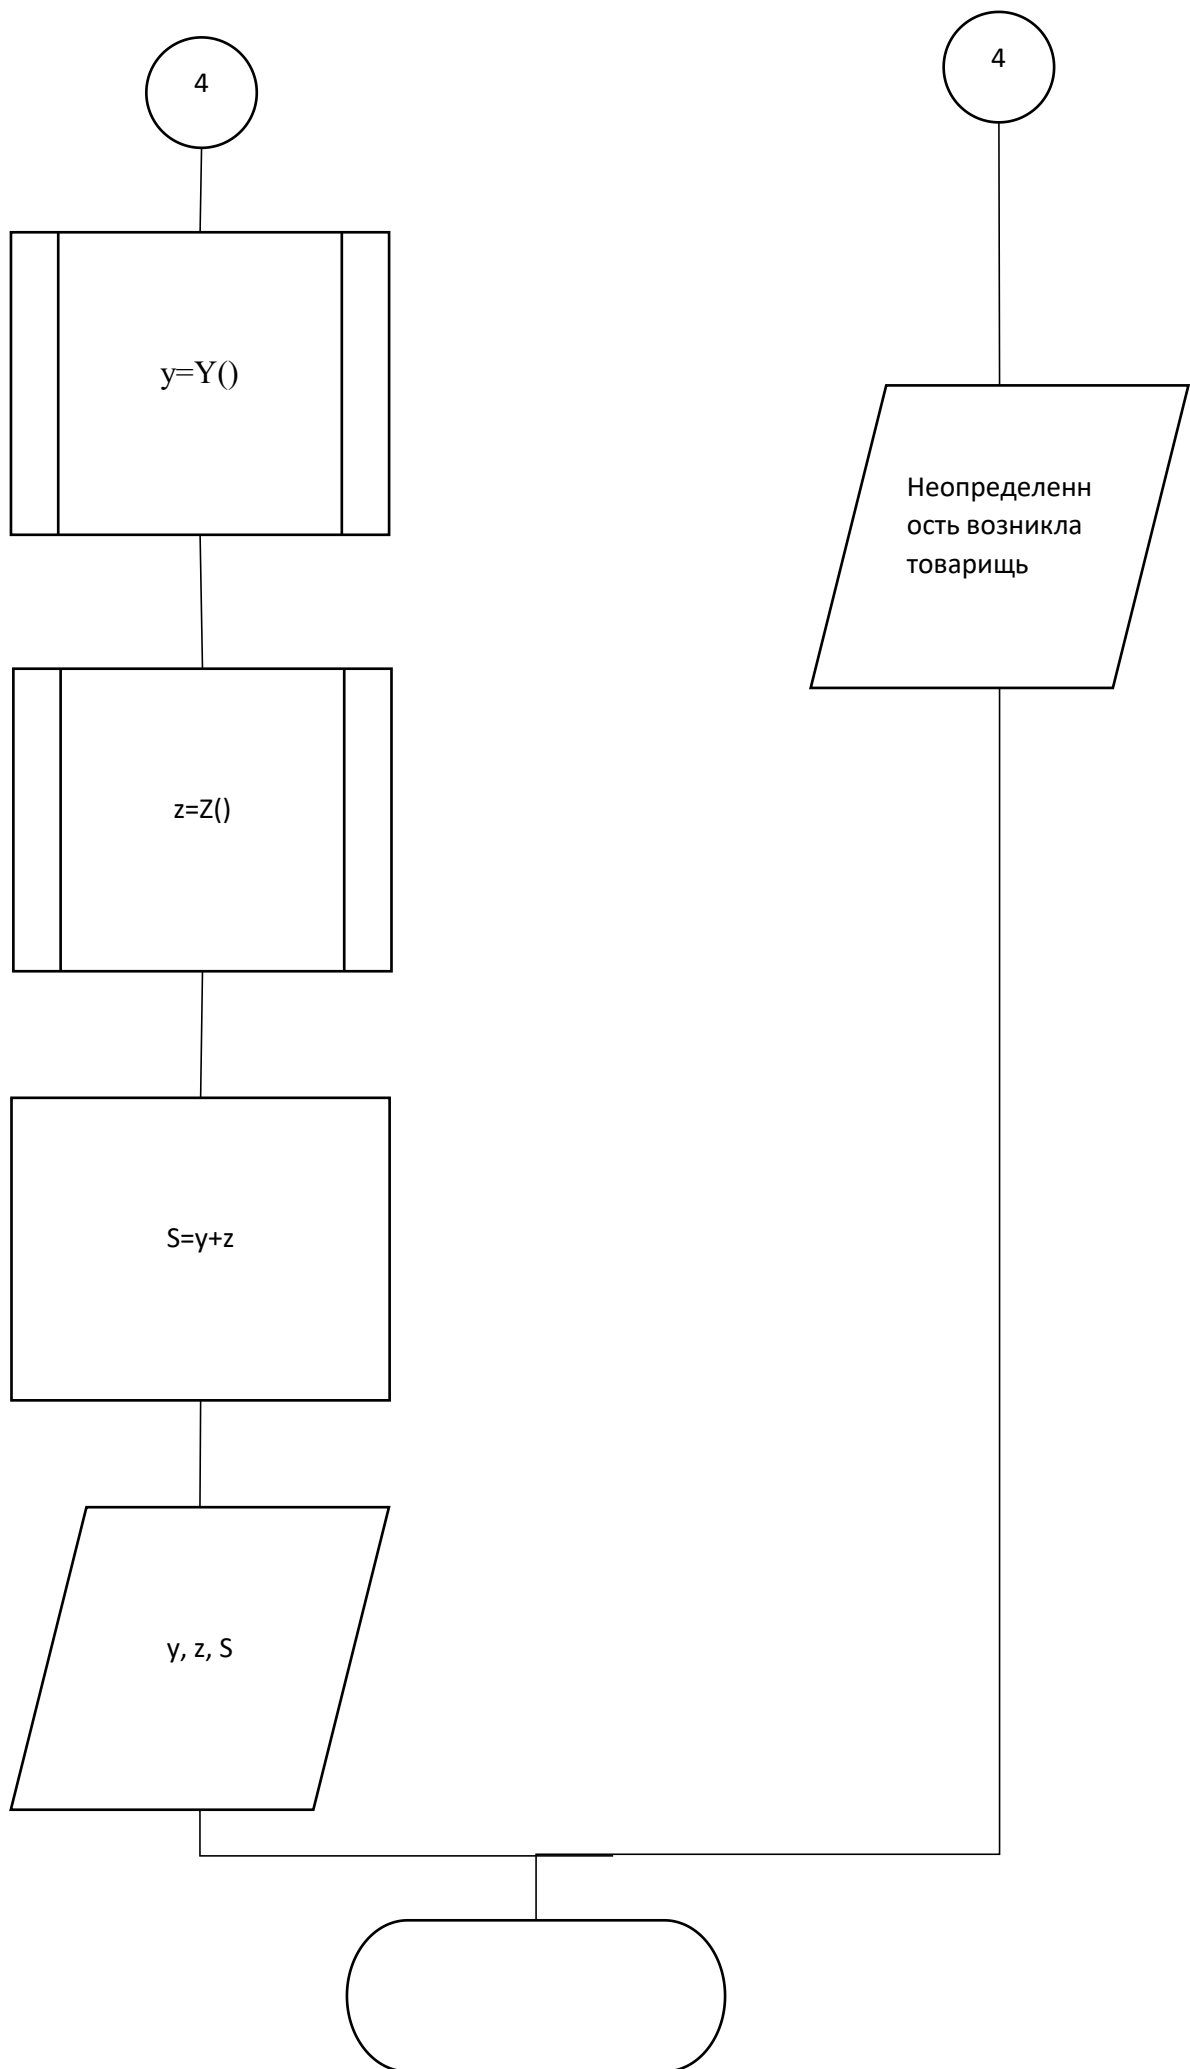 4
y=Y()
z=Z()
S=y+z
y, z, S
4
Неопределенн
ость возникла
товарищь